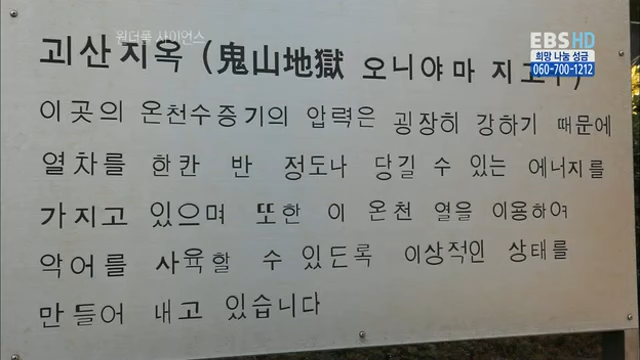 원더풀 사이언스
EBS HD
희망 나눔 성금
060-700-1212
괴산지옥 (鬼山地獄 오니야마 지고
이곳의 온천수증기의 압력은 굉장히 강하기 때문에
열차를 한칸 반 정도나 당길 수 있는 에너지를
가지고 있으며 또한 이 온천 열을 이용하여
악어를 사육할 수 있도록 이상적인 상태를
만들어 내고 있습니다